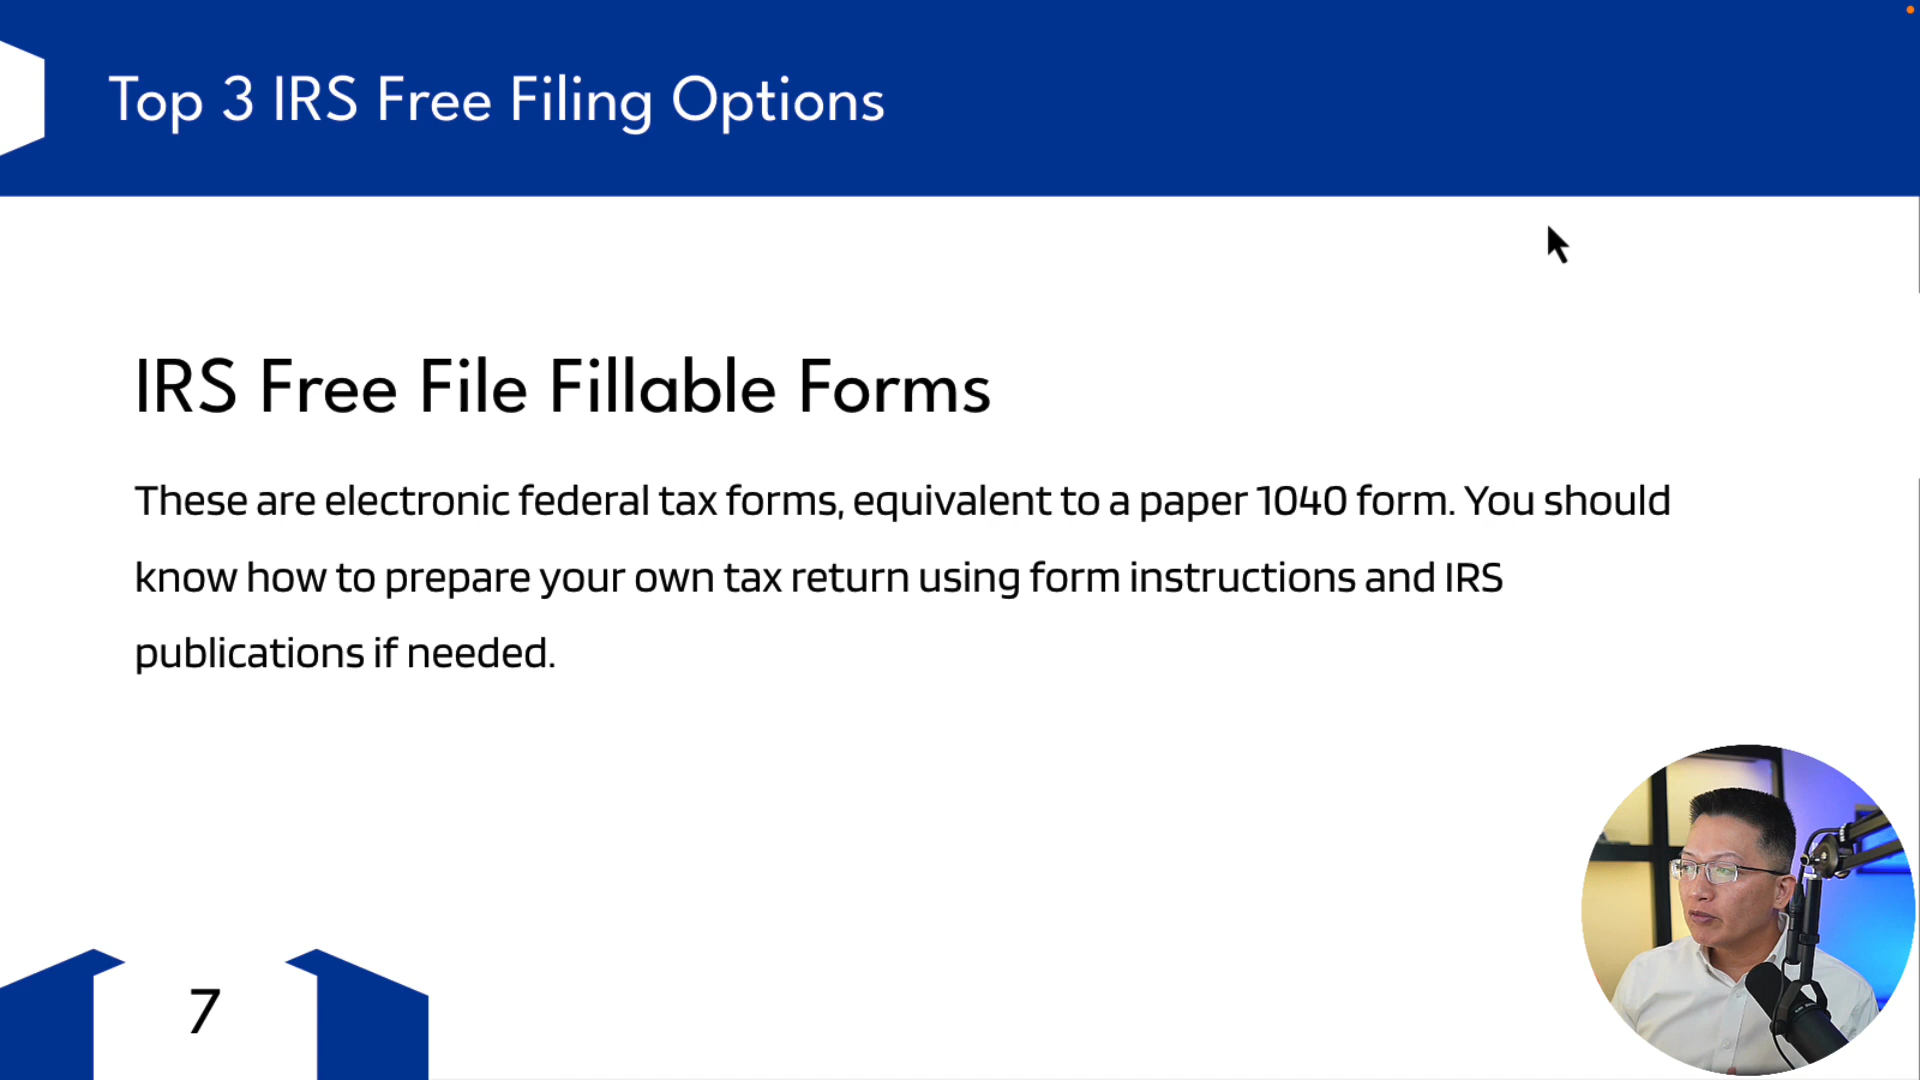 Top 3 IRS Free Filing Options
IRS Free File Fillable Forms
These are electronic federal tax forms, equivalent to a paper 1040 form. You should
know how to prepare your own tax return using form instructions and IRS
publications if needed.
7